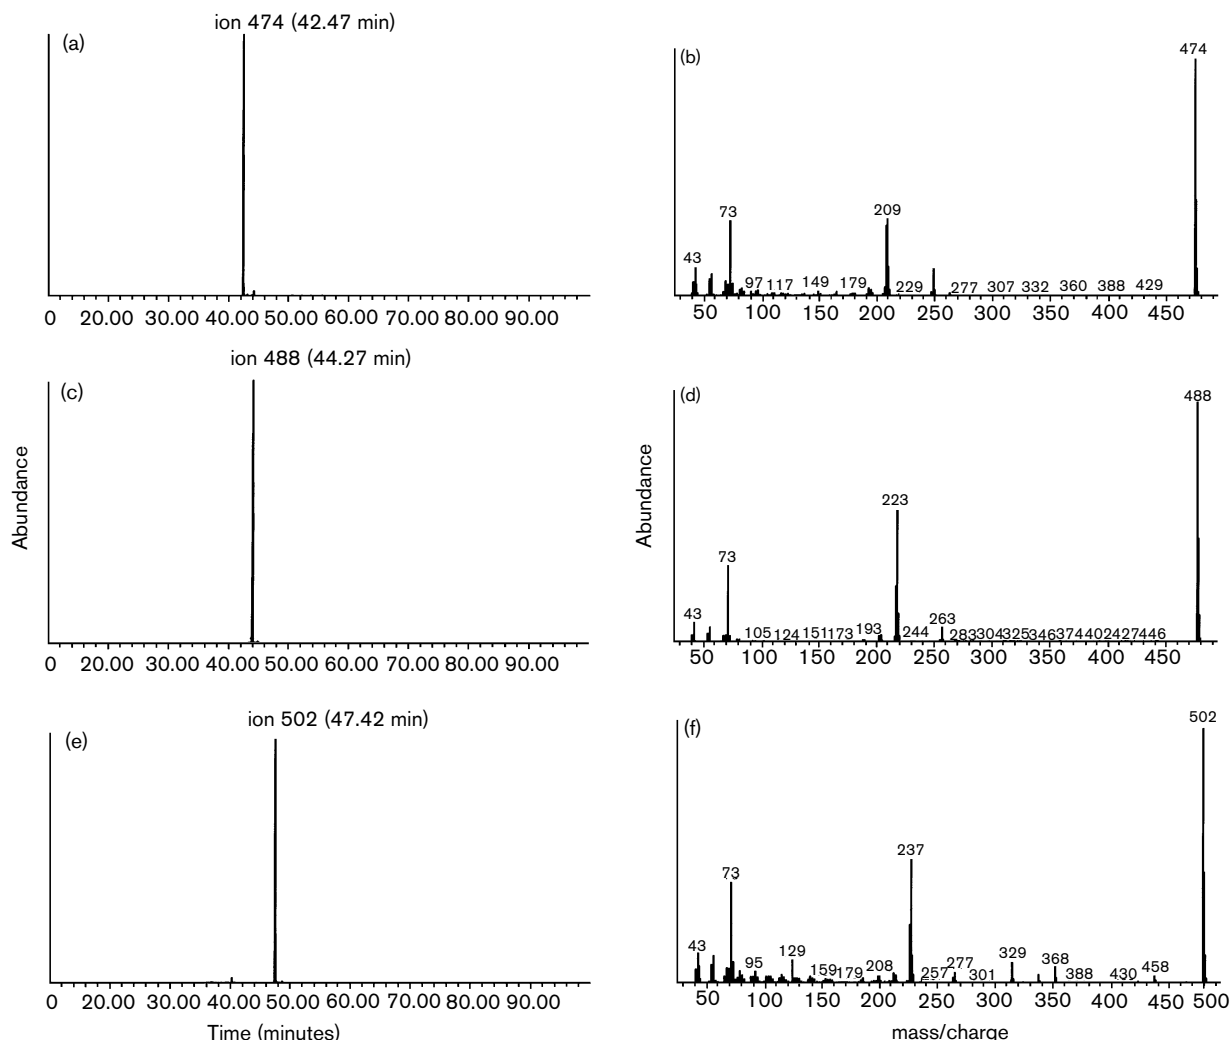 ion 474 (42.47 min)
(a)
0 20.00 30.00 40.00 50.00 60.00 70.00 80.00 90.00
(b)
474
209
73
43
97 117 149 179 229 277 307 332 360 388 429
50 100 150 200 250 300 350 400 450
ion 488 (44.27 min)
(c)
0 20.00 30.00 40.00 50.00 60.00 70.00 80.00 90.00
Abundance
(d)
488
223
73
43
105 124 151 173 193 244 263 283 304 325 346 374 402 427 446
50 100 150 200 250 300 350 400 450
Abundance
ion 502 (47.42 min)
(e)
0 20.00 30.00 40.00 50.00 60.00 70.00 80.00 90.00
Time (minutes)
(f)
502
237
73
43
95 129 159 179 208 257 277 301 329 368 388 430 458
50 100 150 200 250 300 350 400 450 500
mass/charge